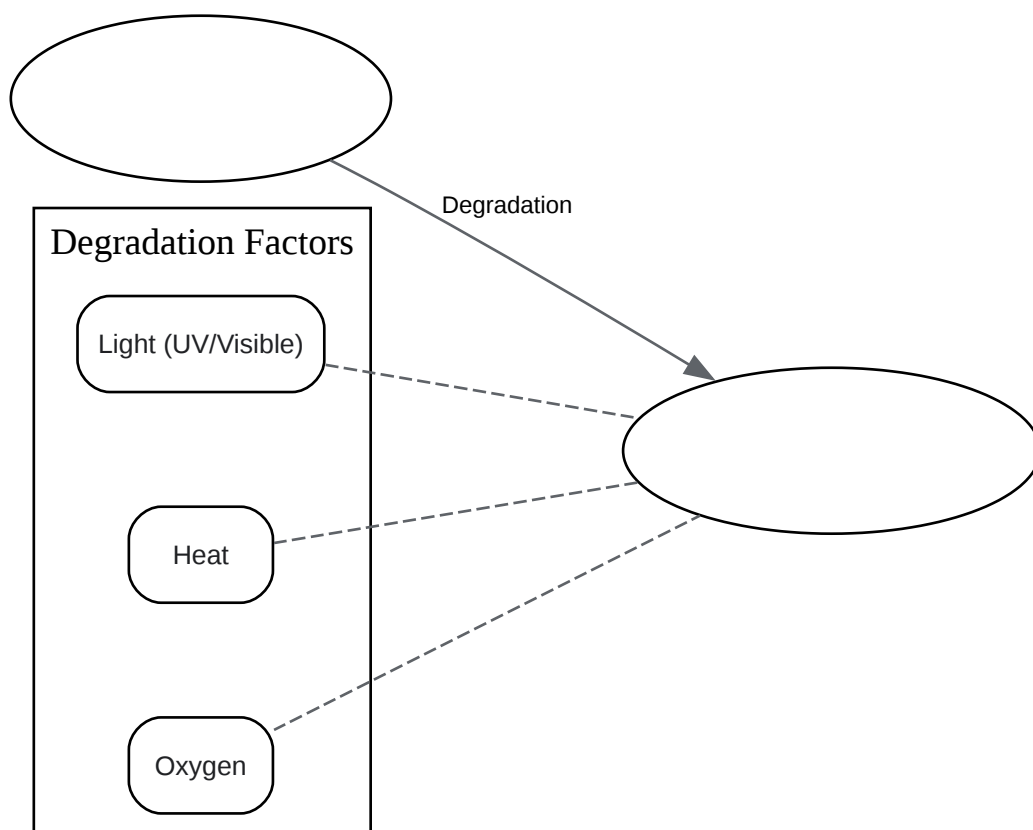 Degradation
Degradation Factors
Light (UV/Visible)
Heat
Oxygen